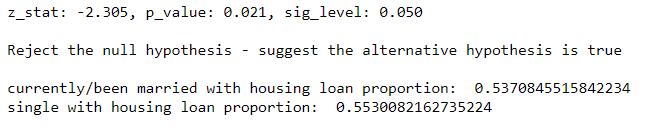 z_stat: -2.305, p_value: 0.021, sig_level: 0.050
Reject the null hypothesis - suggest the alternative hypothesis is true
currently/been married with housing loan proportion:  0.5370845515842234
single with housing loan proportion:  0.5530082162735224